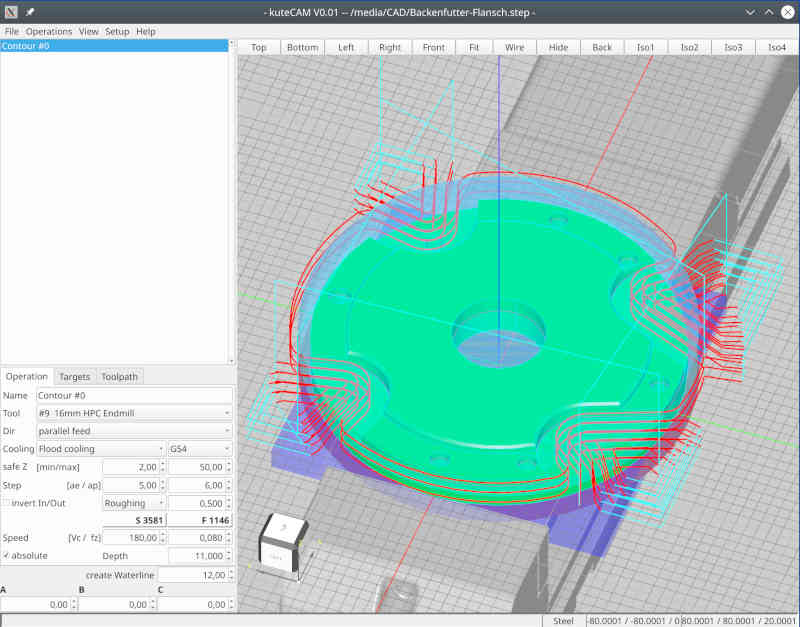 - kuteCAM V0.01 -- /media/CAD/Backenfutter-Flansch.step -
File Operations View Setup Help
Contour #0
Top Bottom Left Right Front Fit Wire Hide Back Iso1 Iso2 Iso3 Iso4
Operation Targets Toolpath
Name Contour #0
Tool #9 16mm HPC Endmill
Dir parallel feed
Cooling Flood cooling G54
safe Z [min/max] 2,00 50,00
Step [ae / ap] 5,00 6,00
invert In/Out Roughing 0,500
S 3581 F 1146
Speed [Vc / fz] 180,00 0,080
absolute Depth 11,000
create Waterline 12,00
A B C
0,00 0,00 0,00
Steel -80.0001 / -80.0001 / 0 80.0001 / 80.0001 / 20.0001